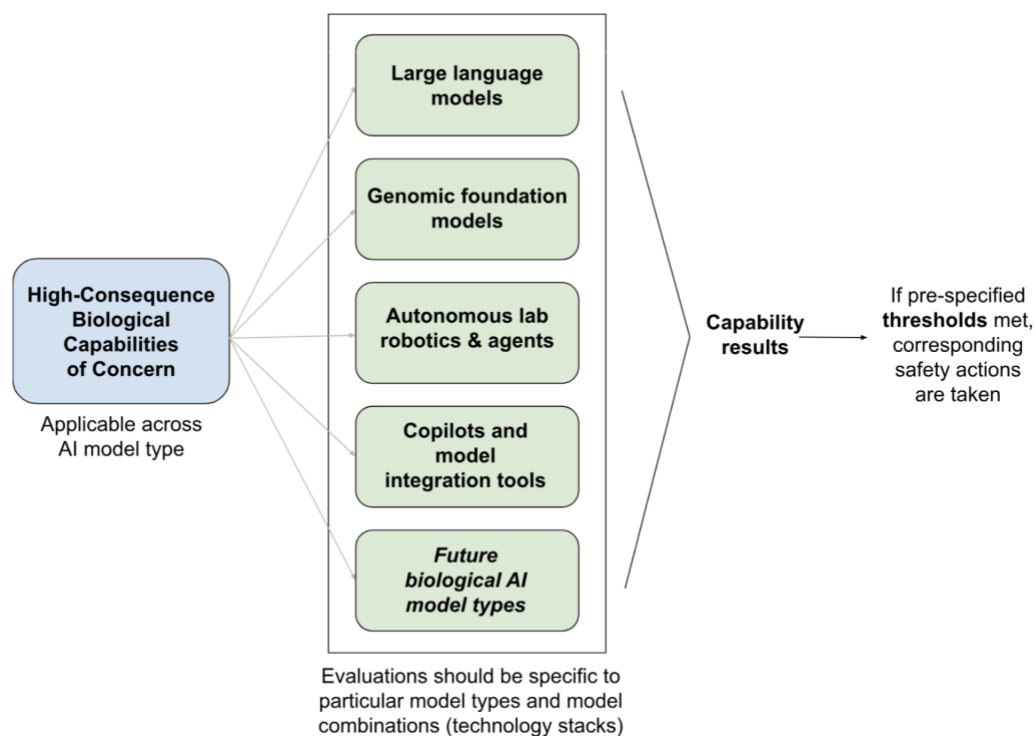 High-Consequence
Biological
Capabilities
of Concern
Applicable across
AI model type
Large language
models
Genomic foundation
models
Autonomous lab
robotics & agents
Copilots and
model
integration tools
Future
biological AI
model types
Evaluations should be specific to
particular model types and model
combinations (technology stacks)
Capability
results
If pre-specified
thresholds met,
corresponding
safety actions
are taken